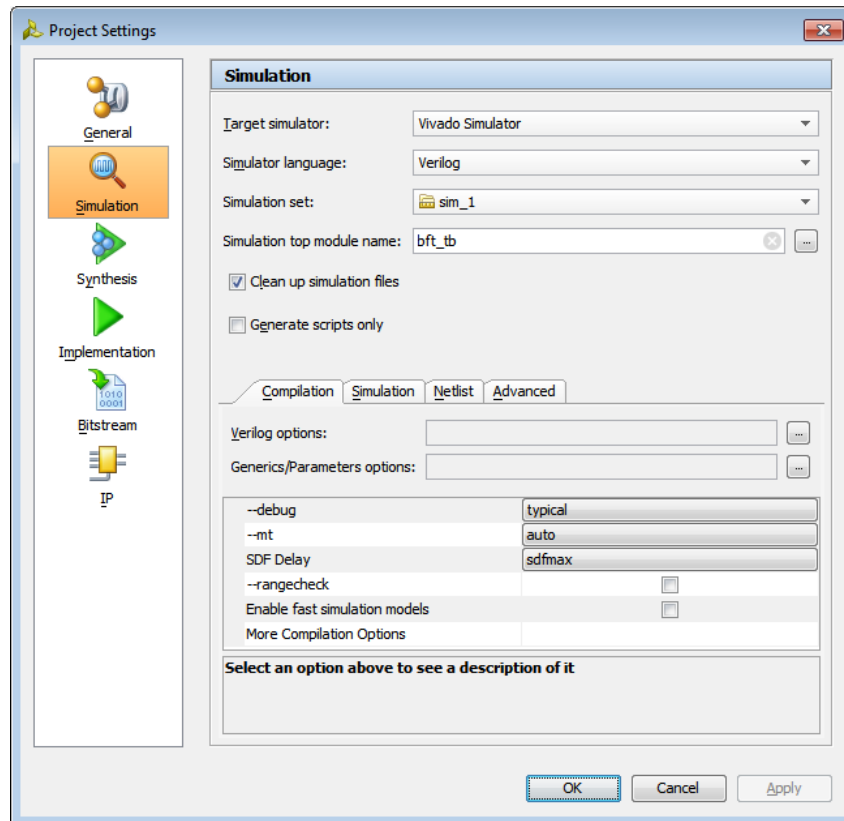 Project Settings
General
Simulation
Synthesis
Implementation
1010
0001
Bitstream
IP
Simulation
Target simulator: Vivado Simulator
Simulator language: Verilog
Simulation set: sim_1
Simulation top module name: bft_tb ...
Clean up simulation files
Generate scripts only
Compilation Simulation Netlist Advanced
Verilog options: ...
Generics/Parameters options: ...
--debug typical
--mt auto
SDF Delay sdfmax
--rangecheck
Enable fast simulation models
More Compilation Options
Select an option above to see a description of it
OK Cancel Apply